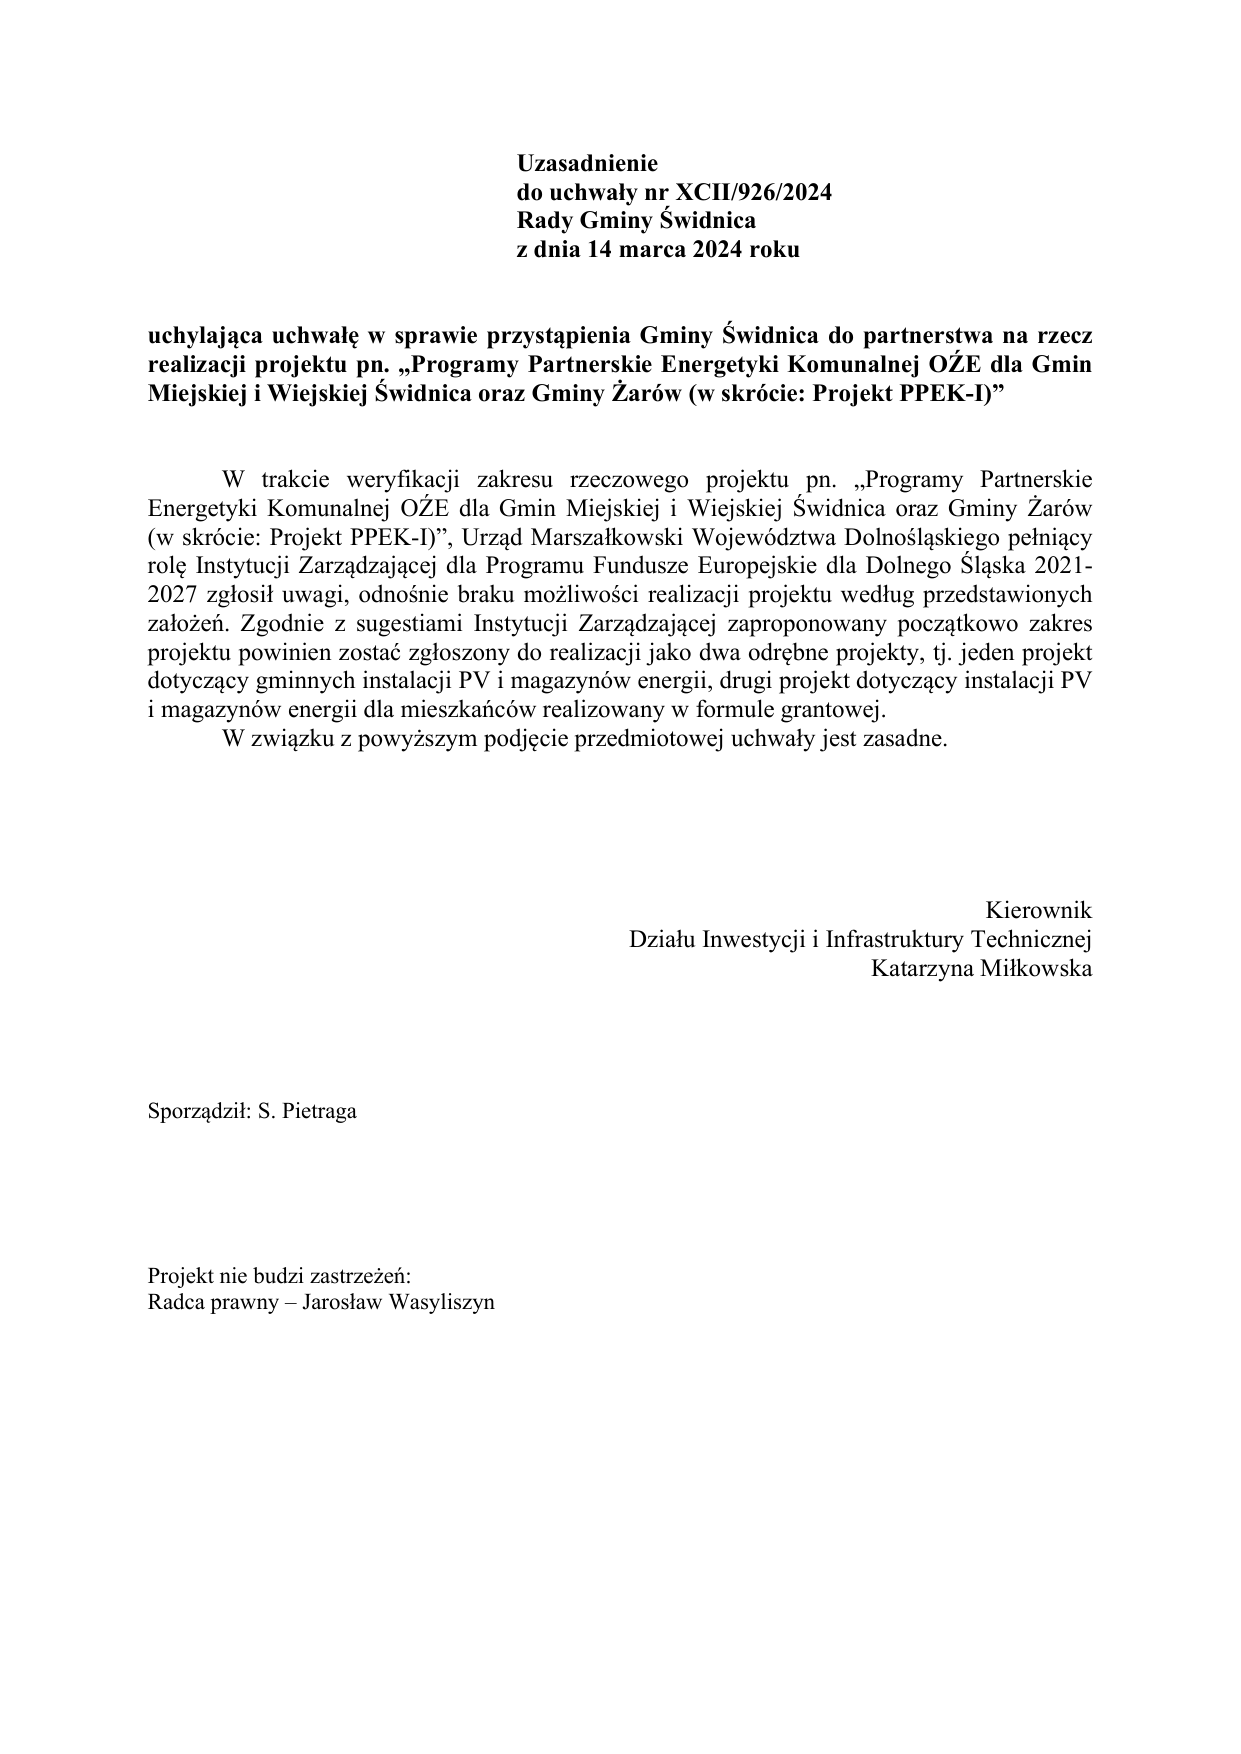 Uzasadnienie
do uchwały nr XCII/926/2024
Rady Gminy Świdnica
z dnia 14 marca 2024 roku
uchylająca uchwałę w sprawie przystąpienia Gminy Świdnica do partnerstwa na rzecz
realizacji projektu pn. „Programy Partnerskie Energetyki Komunalnej OŹE dla Gmin
Miejskiej i Wiejskiej Świdnica oraz Gminy Żarów (w skrócie: Projekt PPEK-I)”
W trakcie weryfikacji zakresu rzeczowego projektu pn. „Programy Partnerskie
Energetyki Komunalnej OŹE dla Gmin Miejskiej i Wiejskiej Świdnica oraz Gminy Żarów
(w skrócie: Projekt PPEK-I)”, Urząd Marszałkowski Województwa Dolnośląskiego pełniący
rolę Instytucji Zarządzającej dla Programu Fundusze Europejskie dla Dolnego Śląska 2021-
2027 zgłosił uwagi, odnośnie braku możliwości realizacji projektu według przedstawionych
założeń. Zgodnie z sugestiami Instytucji Zarządzającej zaproponowany początkowo zakres
projektu powinien zostać zgłoszony do realizacji jako dwa odrębne projekty, tj. jeden projekt
dotyczący gminnych instalacji PV i magazynów energii, drugi projekt dotyczący instalacji PV
i magazynów energii dla mieszkańców realizowany w formule grantowej.
W związku z powyższym podjęcie przedmiotowej uchwały jest zasadne.
Kierownik
Działu Inwestycji i Infrastruktury Technicznej
Katarzyna Miłkowska
Sporządził: S. Pietraga
Projekt nie budzi zastrzeżeń:
Radca prawny – Jarosław Wasyliszyn